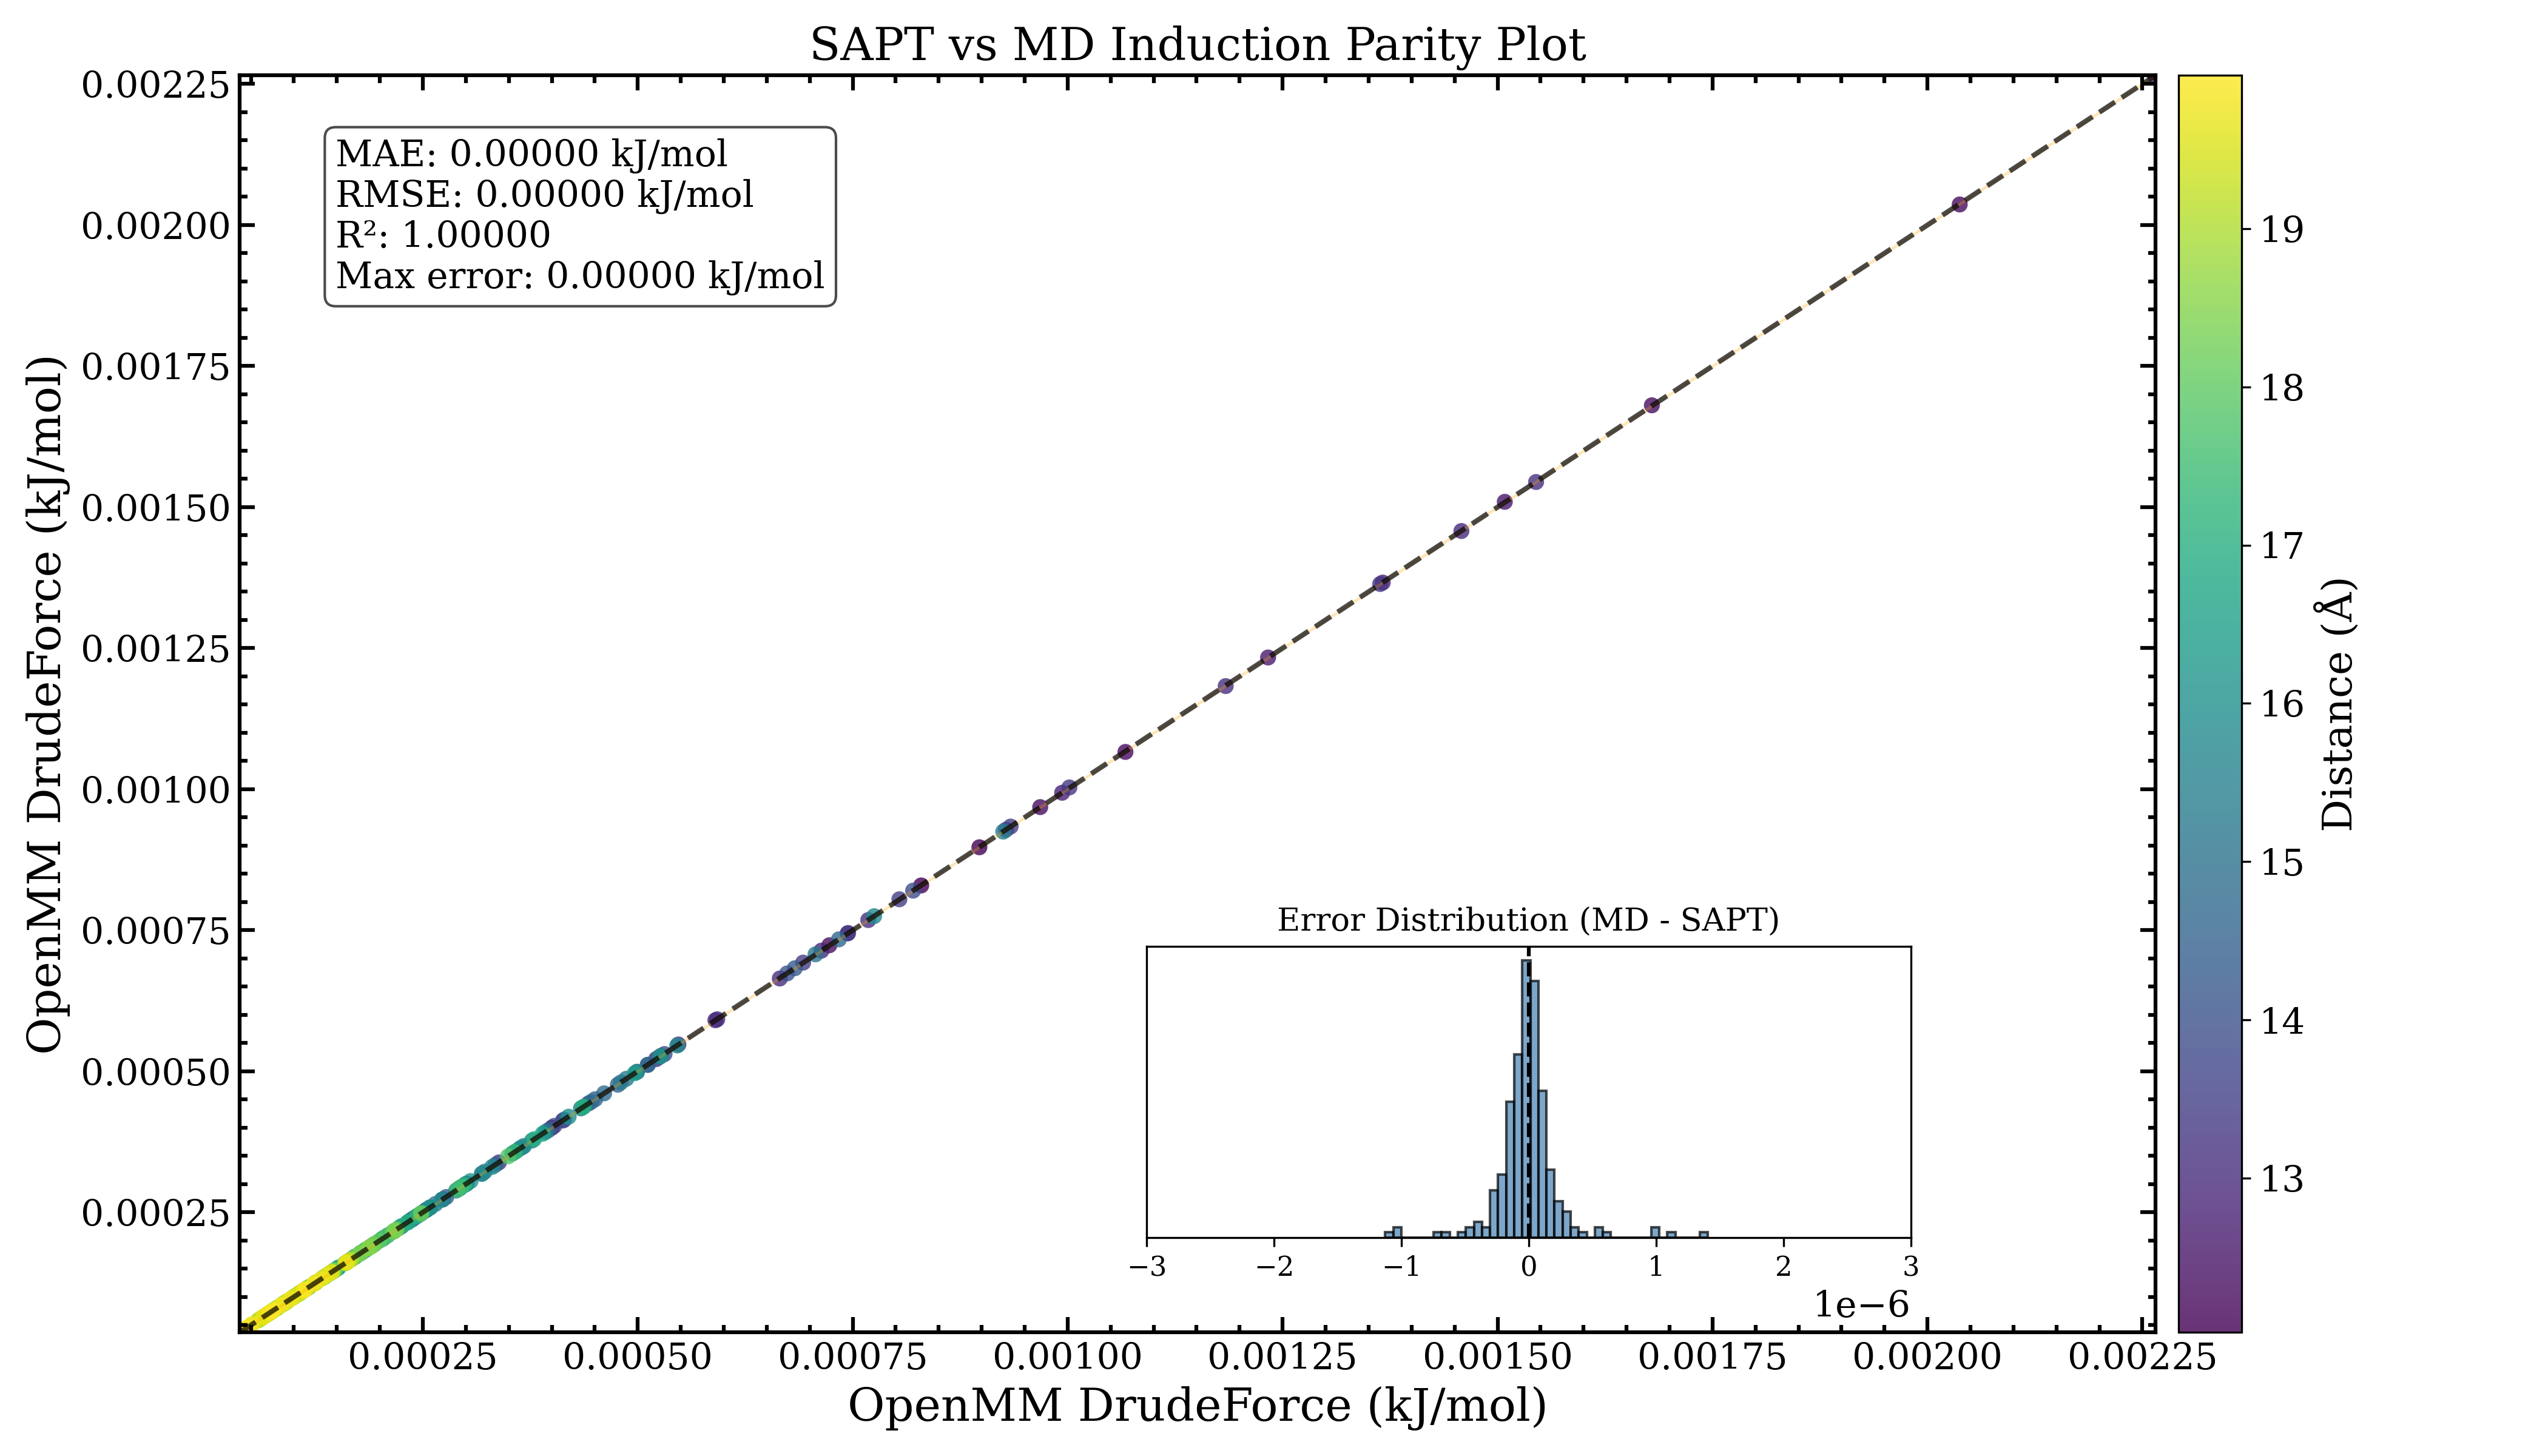 SAPT vs MD Induction Parity Plot
OpenMM DrudeForce (kJ/mol)
0.00225
0.00200
0.00175
0.00150
0.00125
0.00100
0.00075
0.00050
0.00025
MAE: 0.00000 kJ/mol
RMSE: 0.00000 kJ/mol
R²: 1.00000
Max error: 0.00000 kJ/mol
Error Distribution (MD - SAPT)
−3 −2 −1 0 1 2 3
1e−6
0.00025 0.00050 0.00075 0.00100 0.00125 0.00150 0.00175 0.00200 0.00225
OpenMM DrudeForce (kJ/mol)
19
18
17
16
15
14
13
Distance (Å)